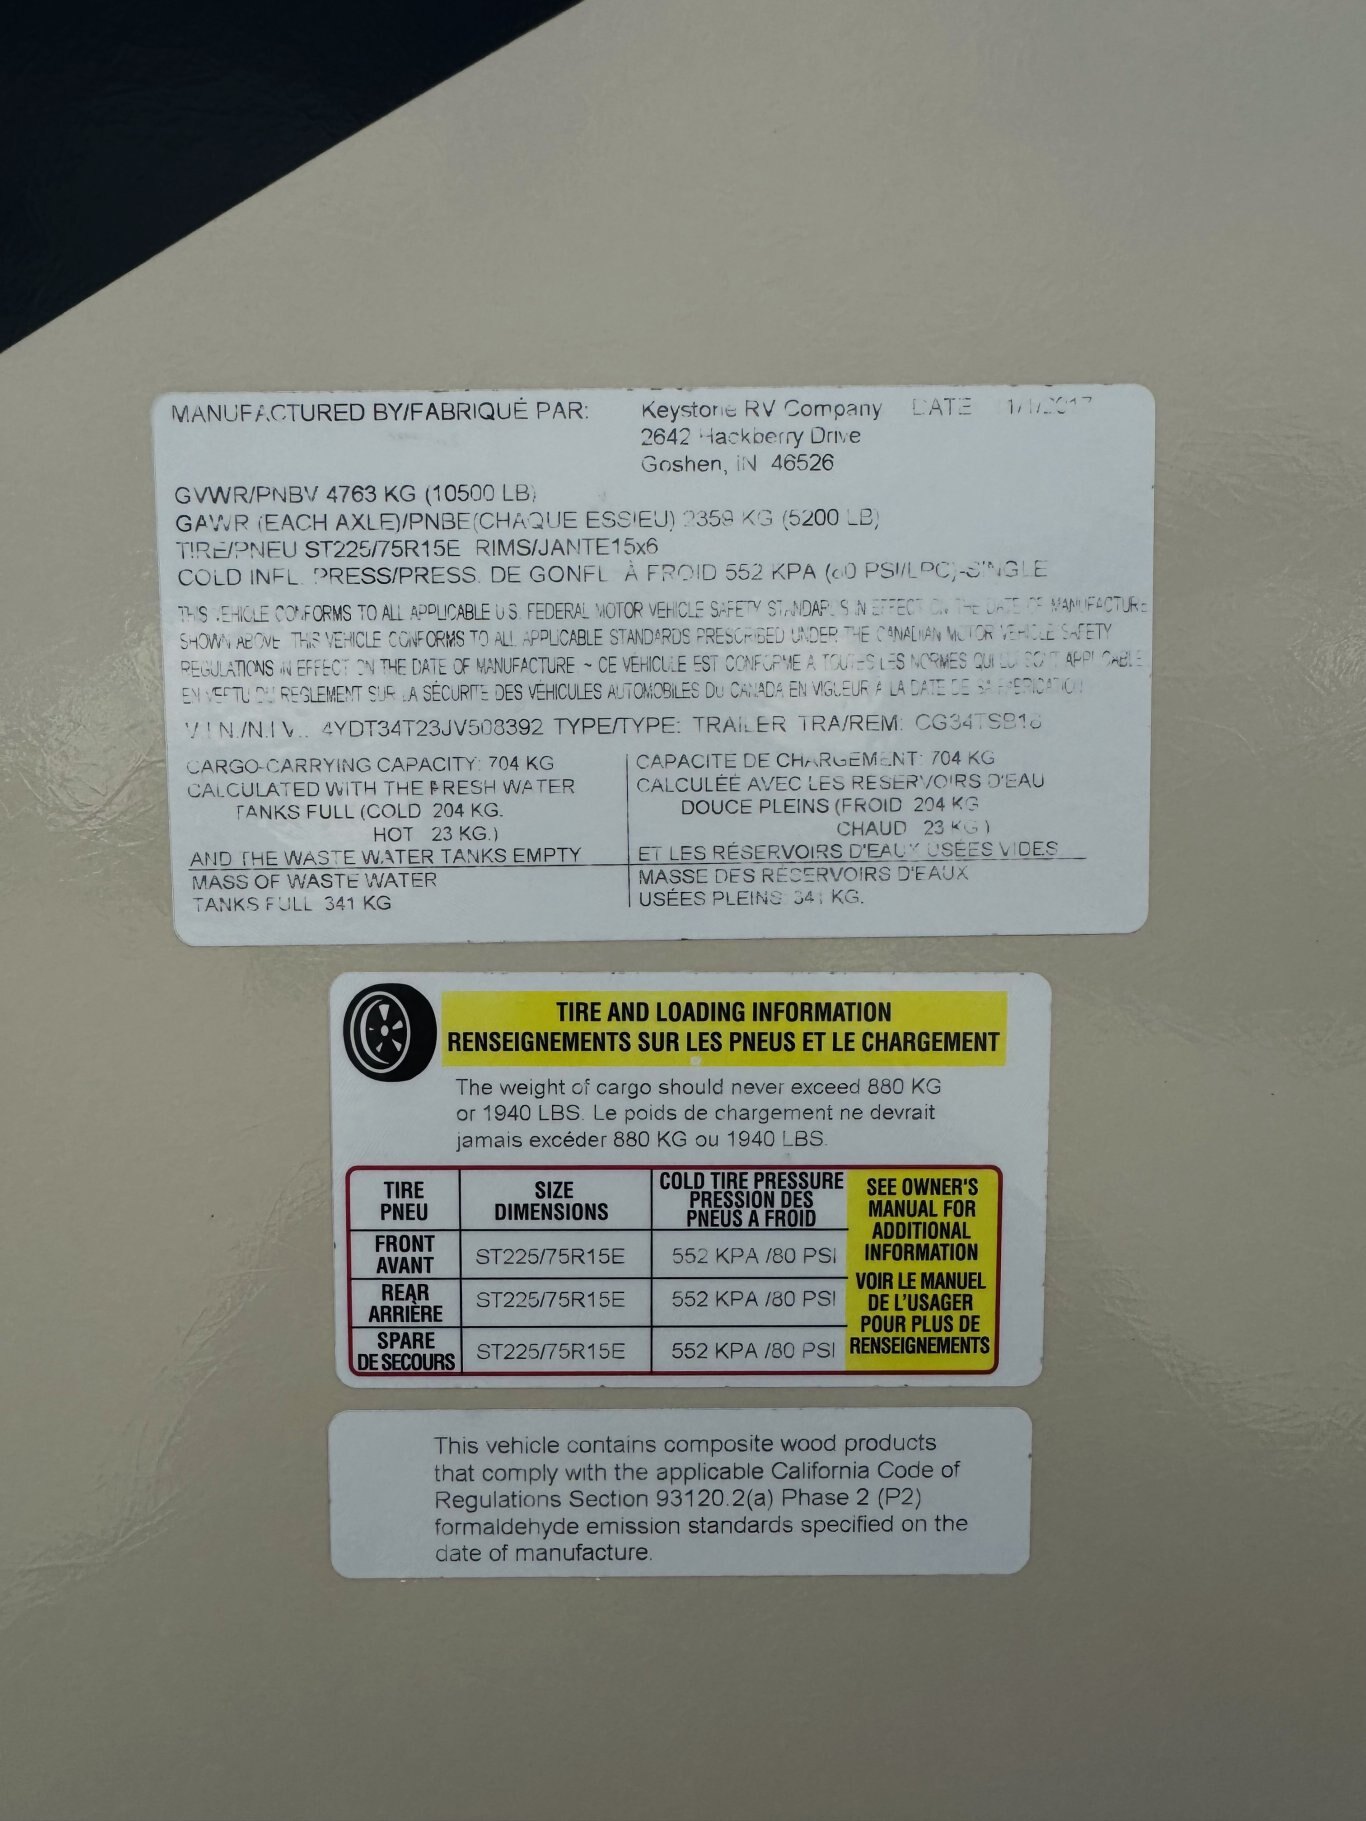 MANUFACTURED BY/FABRIQUÉ PAR: Keystone RV Company DATE
2642 Hackberry Drive
Goshen, IN 46526
GVWR/PNBV 4763 KG (10500 LB)
GAWR (EACH AXLE)/PNBE(CHAQUE ESSIEU) 2359 KG (5200 LB)
TIRE/PNEU ST225/75R15E RIMS/JANTE15x6
COLD INFL. PRESS/PRESS. DE GONFL. À FROID 552 KPA (80 PSI/LPC)-SINGLE
THIS VEHICLE CONFORMS TO ALL APPLICABLE U.S. FEDERAL MOTOR VEHICLE SAFETY STANDARDS IN EFFECT ON THE DATE OF MANUFACTURE
SHOWN ABOVE THIS VEHICLE CONFORMS TO ALL APPLICABLE STANDARDS PRESCRIBED UNDER THE CANADIAN MOTOR VEHICLE SAFETY
REGULATIONS IN EFFECT ON THE DATE OF MANUFACTURE. ~ CE VÉHICULE EST CONFORME À TOUTES LES NORMES QUI LUI SONT APPLICABLE
EN VERTU DU RÈGLEMENT SUR LA SÉCURITE DES VÉHICULES AUTOMOBILES DU CANADA EN VIGUEUR À LA DATE DE SA FABRICATION
V.I.N./N.I.V.: 4YDT34T23JV508392 TYPE/TYPE: TRAILER TRA/REM: CG34TSB18
CARGO-CARRYING CAPACITY: 704 KG
CALCULATED WITH THE FRESH WATER
TANKS FULL (COLD 204 KG.
HOT 23 KG.)
AND THE WASTE WATER TANKS EMPTY
MASS OF WASTE WATER
TANKS FULL 341 KG
CAPACITE DE CHARGEMENT: 704 KG
CALCULÉE AVEC LES RESERVOIRS D'EAU
DOUCE PLEINS (FROID 204 KG
CHAUD 23 KG)
ET LES RÉSERVOIRS D'EAUX USÉES VIDES
MASSE DES RÉSERVOIRS D'EAUX
USÉES PLEINS 341 KG.
TIRE AND LOADING INFORMATION
RENSEIGNEMENTS SUR LES PNEUS ET LE CHARGEMENT
The weight of cargo should never exceed 880 KG
or 1940 LBS. Le poids de chargement ne devrait
jamais excéder 880 KG ou 1940 LBS.
TIRE
PNEU
SIZE
DIMENSIONS
COLD TIRE PRESSURE
PRESSION DES
PNEUS A FROID
FRONT
AVANT
ST225/75R15E 552 KPA /80 PSI
REAR
ARRIÈRE
ST225/75R15E 552 KPA /80 PSI
SPARE
DE SECOURS
ST225/75R15E 552 KPA /80 PSI
SEE OWNER'S
MANUAL FOR
ADDITIONAL
INFORMATION
VOIR LE MANUEL
DE L'USAGER
POUR PLUS DE
RENSEIGNEMENTS
This vehicle contains composite wood products
that comply with the applicable California Code of
Regulations Section 93120.2(a) Phase 2 (P2)
formaldehyde emission standards specified on the
date of manufacture.